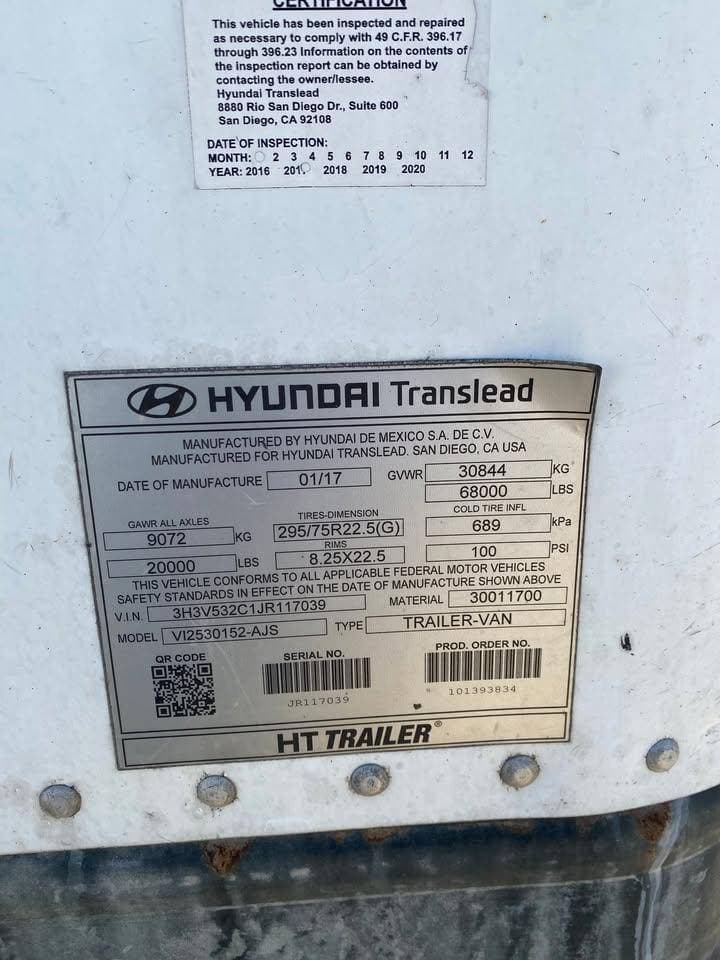 CERTIFICATION
This vehicle has been inspected and repaired
as necessary to comply with 49 C.F.R. 396.17
through 396.23 Information on the contents of
the inspection report can be obtained by
contacting the owner/lessee.
Hyundai Translead
8880 Rio San Diego Dr., Suite 600
San Diego, CA 92108
DATE OF INSPECTION:
MONTH: 2 3 4 5 6 7 8 9 10 11 12
YEAR: 2016 201 2018 2019 2020
HYUNDAI Translead
MANUFACTURED BY HYUNDAI DE MEXICO S.A. DE C.V.
MANUFACTURED FOR HYUNDAI TRANSLEAD. SAN DIEGO, CA USA
DATE OF MANUFACTURE 01/17 GVWR 30844 KG
68000 LBS
GAWR ALL AXLES TIRES-DIMENSION COLD TIRE INFL
9072 KG 295/75R22.5(G) 689 kPa
RIMS
20000 LBS 8.25X22.5 100 PSI
THIS VEHICLE CONFORMS TO ALL APPLICABLE FEDERAL MOTOR VEHICLES
SAFETY STANDARDS IN EFFECT ON THE DATE OF MANUFACTURE SHOWN ABOVE
V.I.N. 3H3V532C1JR117039 MATERIAL 30011700
MODEL VI2530152-AJS TYPE TRAILER-VAN
QR CODE SERIAL NO. PROD. ORDER NO.
JR117039 101393834
HT TRAILER®